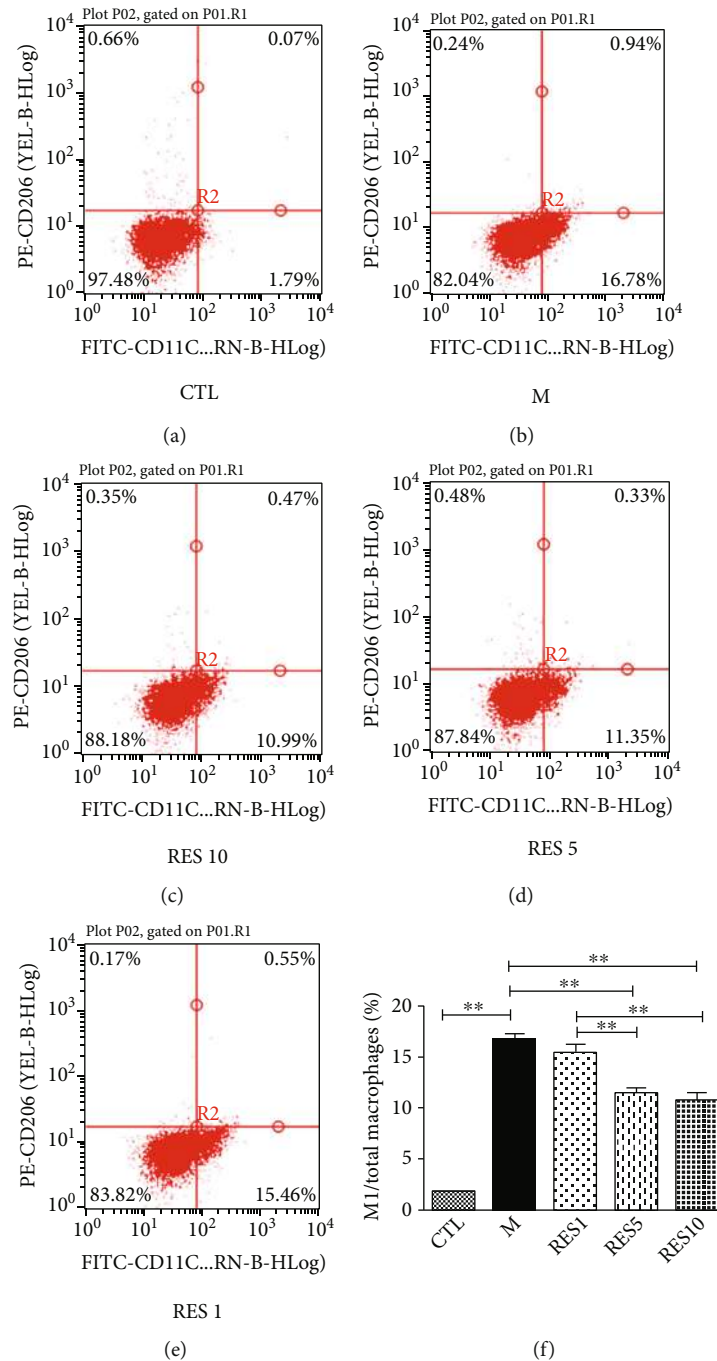 Plot P02, gated on P01.R1
0.66% 0.07%
PE-CD206 (YEL-B-HLog)
10⁴
10³
10²
10¹
10⁰
R2
97.48% 1.79%
10⁰ 10¹ 10² 10³ 10⁴
FITC-CD11C...RN-B-HLog)
CTL
(a)
Plot P02, gated on P01.R1
0.24% 0.94%
PE-CD206 (YEL-B-HLog)
10⁴
10³
10²
10¹
10⁰
R2
82.04% 16.78%
10⁰ 10¹ 10² 10³ 10⁴
FITC-CD11C...RN-B-HLog)
M
(b)
Plot P02, gated on P01.R1
0.35% 0.47%
PE-CD206 (YEL-B-HLog)
10⁴
10³
10²
10¹
10⁰
R2
88.18% 10.99%
10⁰ 10¹ 10² 10³ 10⁴
FITC-CD11C...RN-B-HLog)
RES 10
(c)
Plot P02, gated on P01.R1
0.48% 0.33%
PE-CD206 (YEL-B-HLog)
10⁴
10³
10²
10¹
10⁰
R2
87.84% 11.35%
10⁰ 10¹ 10² 10³ 10⁴
FITC-CD11C...RN-B-HLog)
RES 5
(d)
Plot P02, gated on P01.R1
0.17% 0.55%
PE-CD206 (YEL-B-HLog)
10⁴
10³
10²
10¹
10⁰
R2
83.82% 15.46%
10⁰ 10¹ 10² 10³ 10⁴
FITC-CD11C...RN-B-HLog)
RES 1
(e)
**
**
** **
**
M1/total macrophages (%)
20
15
10
5
0
CTL M RES1 RES5 RES10
(f)